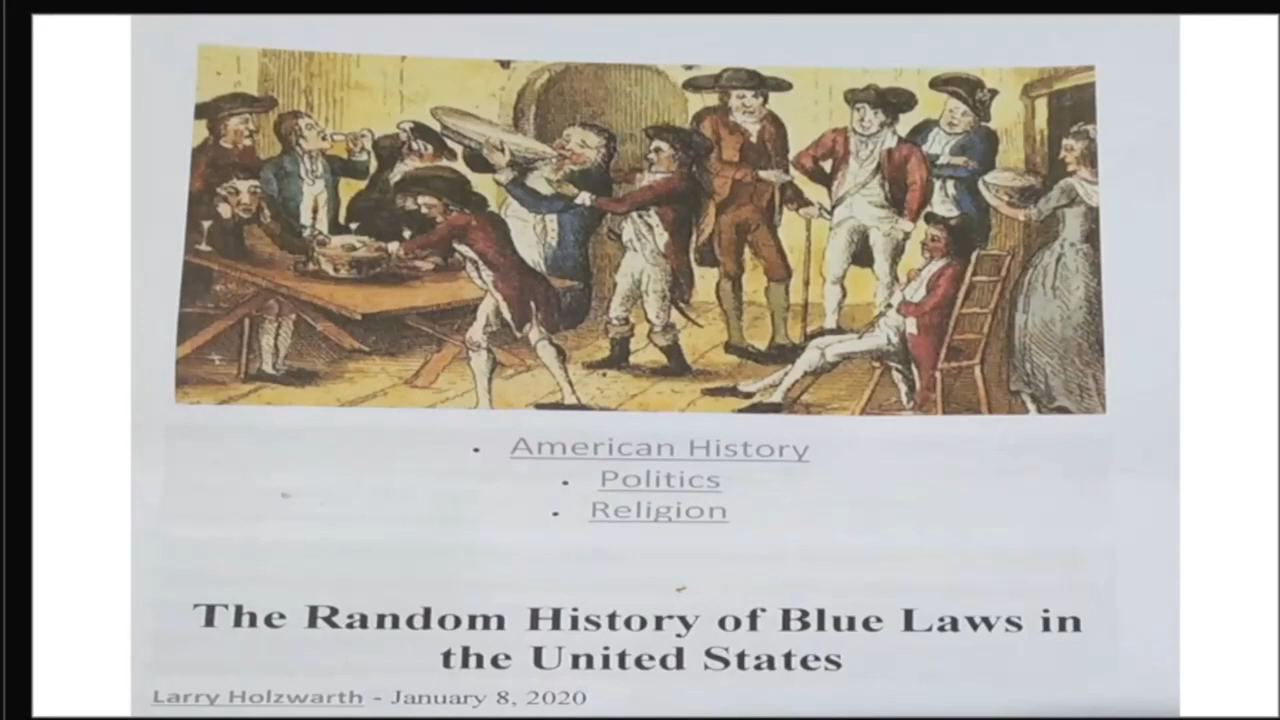 American History
Politics
Religion
The Random History of Blue Laws in
the United States
Larry Holzwarth - January 8, 2020